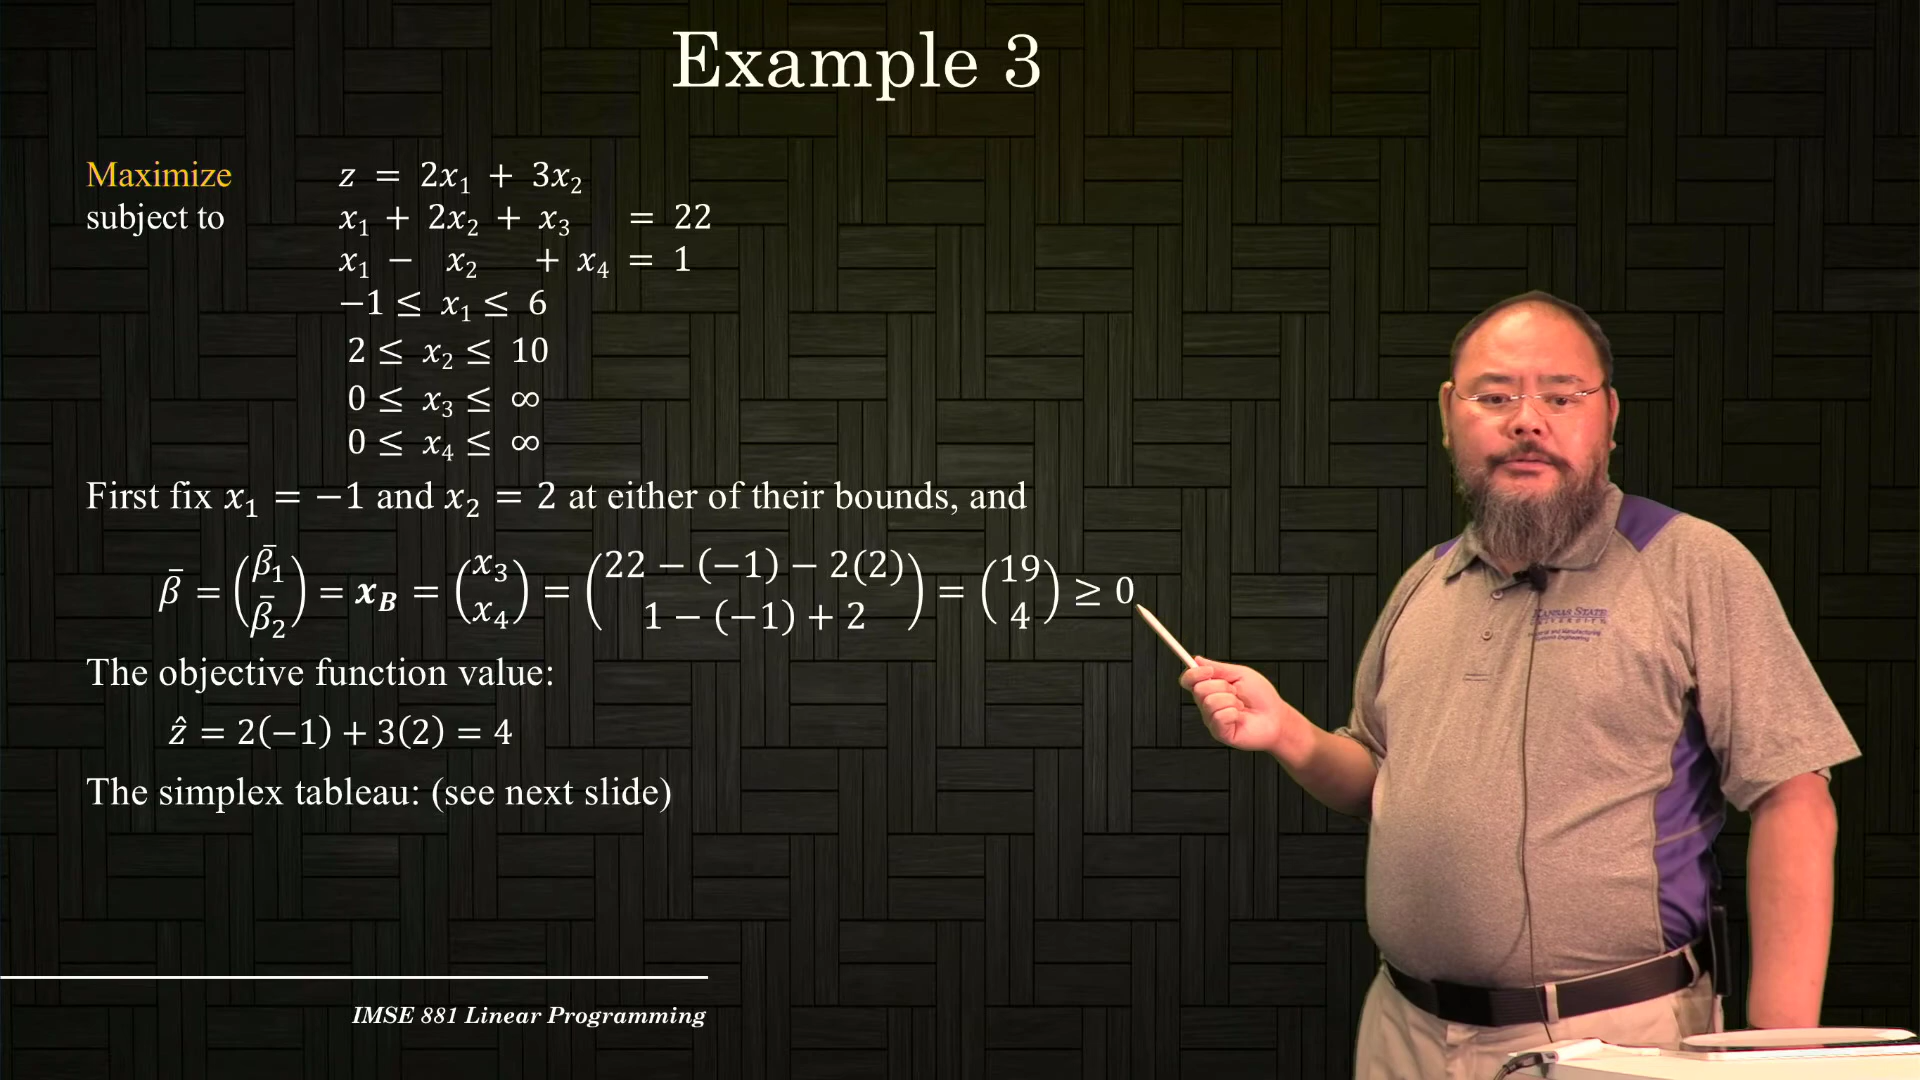 Example 3
Maximize z = 2x₁ + 3x₂
subject to x₁ + 2x₂ + x₃ = 22
x₁ − x₂ + x₄ = 1
−1 ≤ x₁ ≤ 6
2 ≤ x₂ ≤ 10
0 ≤ x₃ ≤ ∞
0 ≤ x₄ ≤ ∞
First fix x₁ = −1 and x₂ = 2 at either of their bounds, and
β̄ = (β̄₁ β̄₂) = x_B = (x₃ x₄) = (22 − (−1) − 2(2) 1 − (−1) + 2) = (19 4) ≥ 0
The objective function value:
ẑ = 2(−1) + 3(2) = 4
The simplex tableau: (see next slide)
IMSE 881 Linear Programming
KANSAS STATE
UNIVERSITY